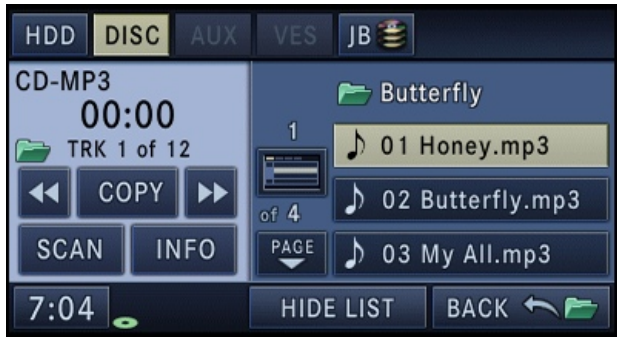 HDD DISC AUX VES JB
CD-MP3
00:00
TRK 1 of 12
COPY
SCAN INFO
1
of 4
PAGE
Butterfly
01 Honey.mp3
02 Butterfly.mp3
03 My All.mp3
7:04 HIDE LIST BACK